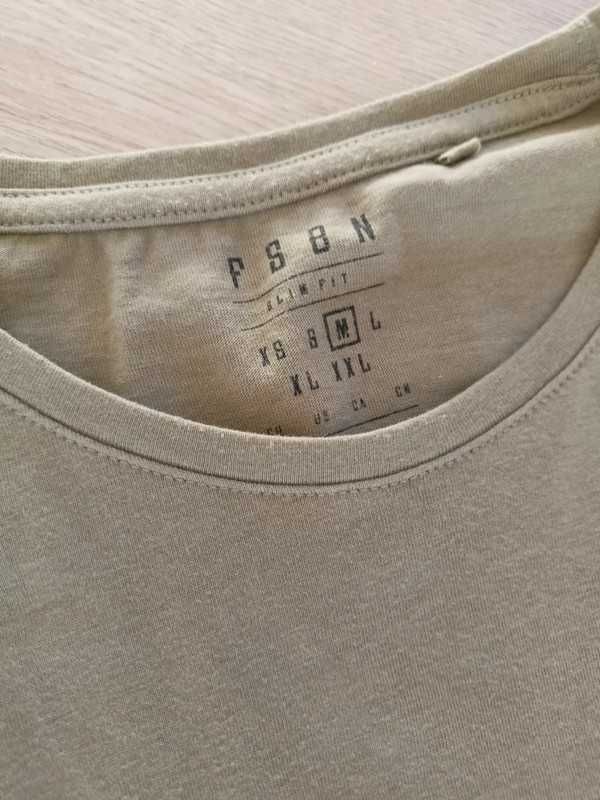 FSBN
SLIM FIT
XS S M L
XL XXL
US CA CN